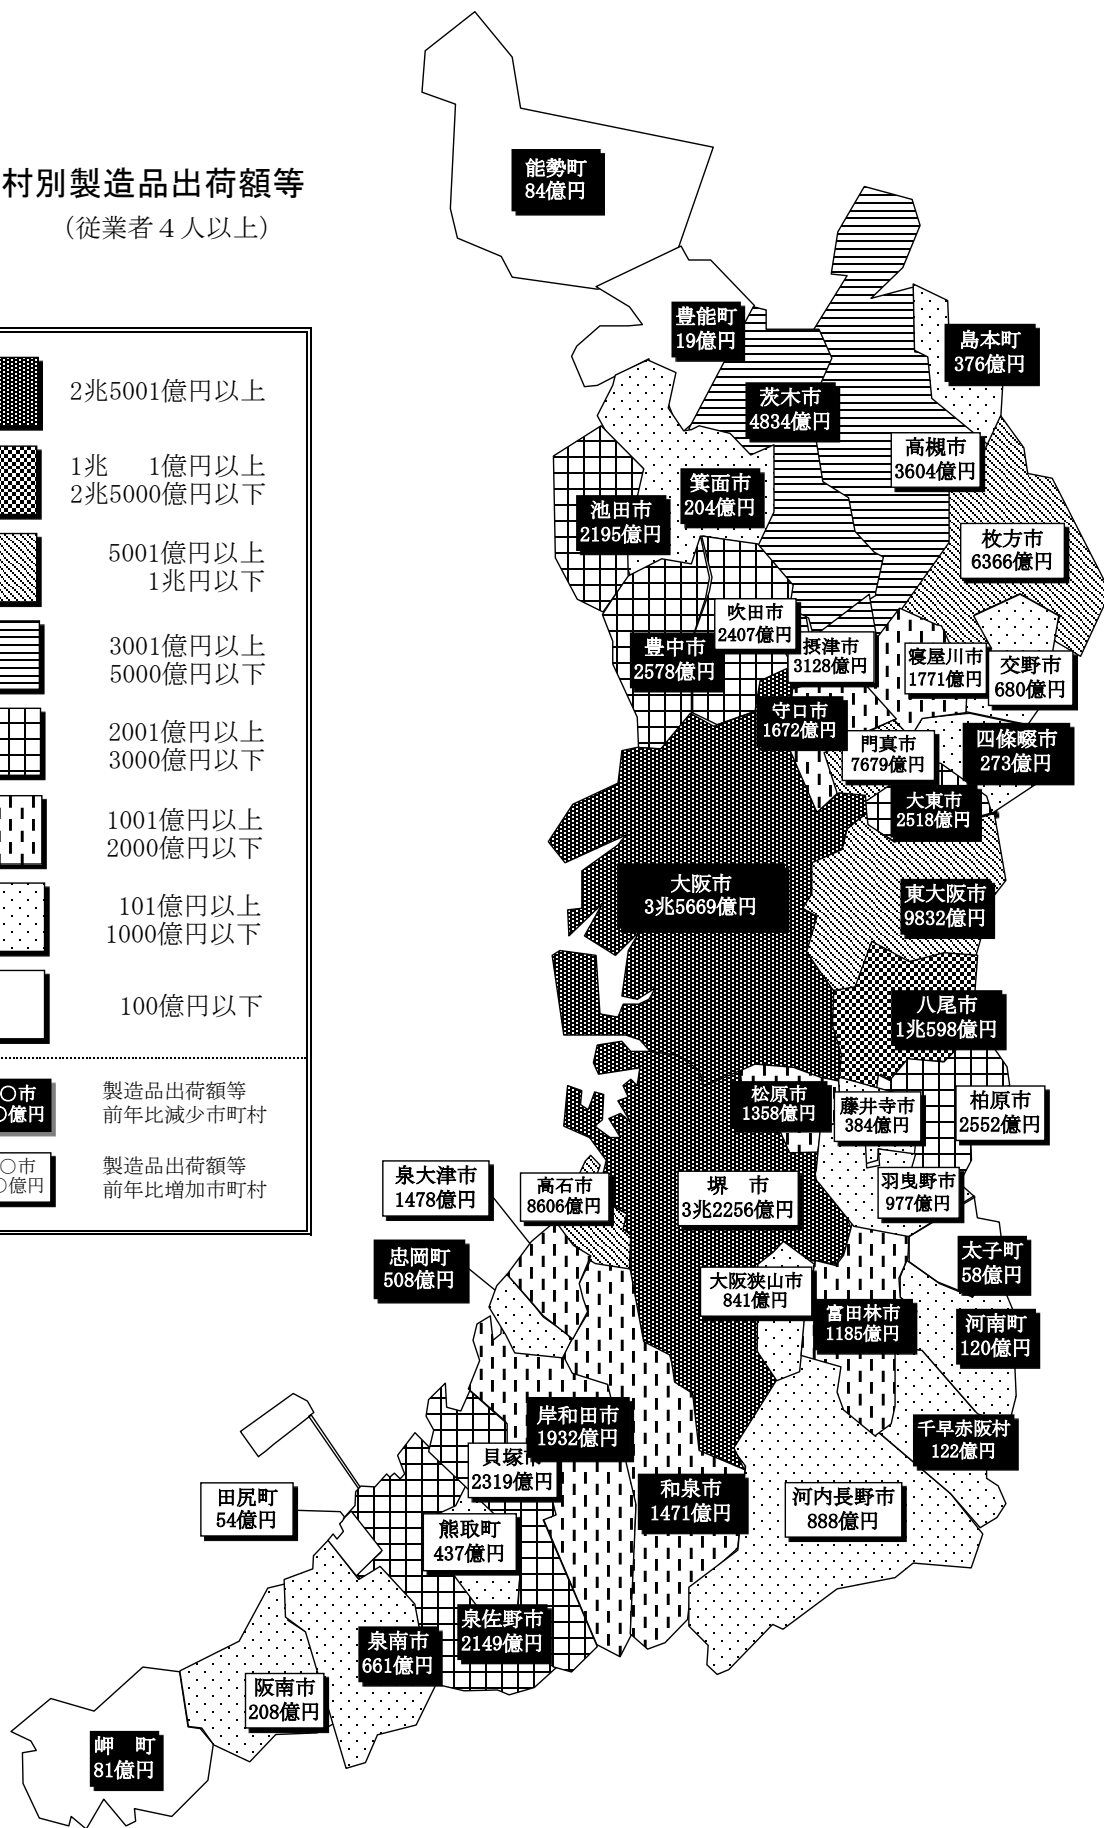 村別製造品出荷額等
（従業者４人以上）
2兆5001億円以上
1兆　1億円以上
2兆5000億円以下
5001億円以上
1兆円以下
3001億円以上
5000億円以下
2001億円以上
3000億円以下
1001億円以上
2000億円以下
101億円以上
1000億円以下
100億円以下
○市
○億円
製造品出荷額等
前年比減少市町村
○市
○億円
製造品出荷額等
前年比増加市町村
能勢町
84億円
豊能町
19億円
島本町
376億円
茨木市
4834億円
高槻市
3604億円
箕面市
204億円
池田市
2195億円
枚方市
6366億円
吹田市
2407億円
豊中市
2578億円
摂津市
3128億円
寝屋川市
1771億円
交野市
680億円
守口市
1672億円
門真市
7679億円
四條畷市
273億円
大東市
2518億円
大阪市
3兆5669億円
東大阪市
9832億円
八尾市
1兆598億円
松原市
1358億円
藤井寺市
384億円
柏原市
2552億円
泉大津市
1478億円
高石市
8606億円
堺　市
3兆2256億円
羽曳野市
977億円
忠岡町
508億円
太子町
58億円
大阪狭山市
841億円
富田林市
1185億円
河南町
120億円
岸和田市
1932億円
千早赤阪村
122億円
貝塚市
2319億円
和泉市
1471億円
河内長野市
888億円
田尻町
54億円
熊取町
437億円
泉佐野市
2149億円
泉南市
661億円
阪南市
208億円
岬　町
81億円